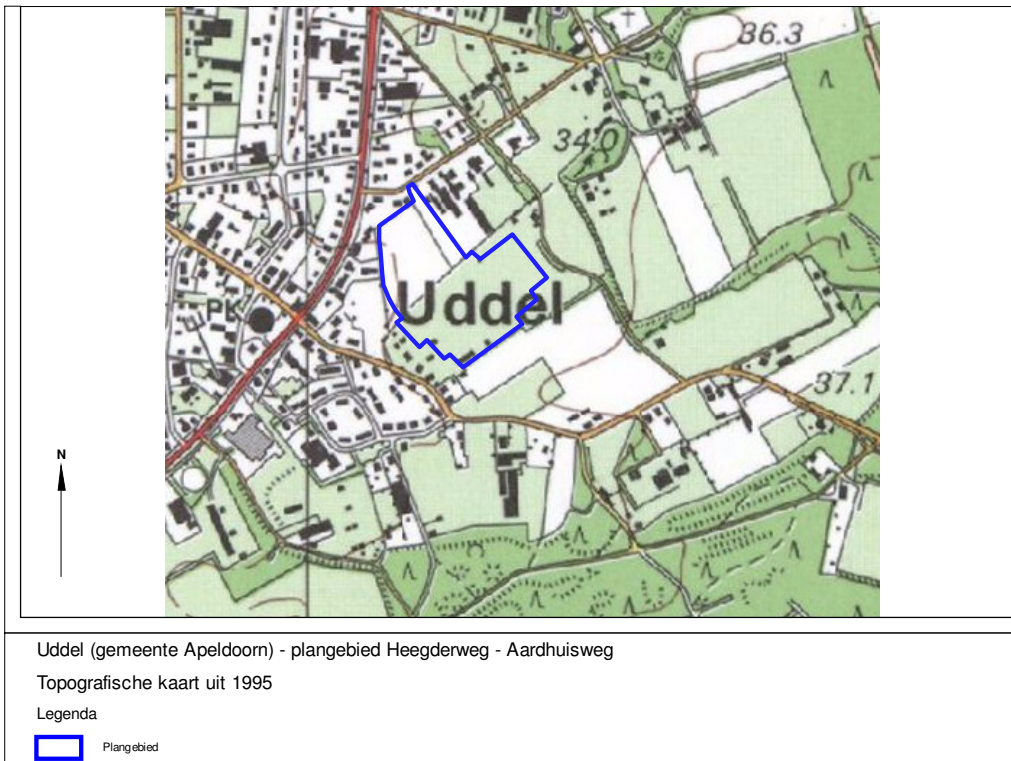 36.3
34.0
Uddel
PK
37.1
N
Uddel (gemeente Apeldoorn) - plangebied Heegderweg - Aardhuisweg
Topografische kaart uit 1995
Legenda
Plangebied